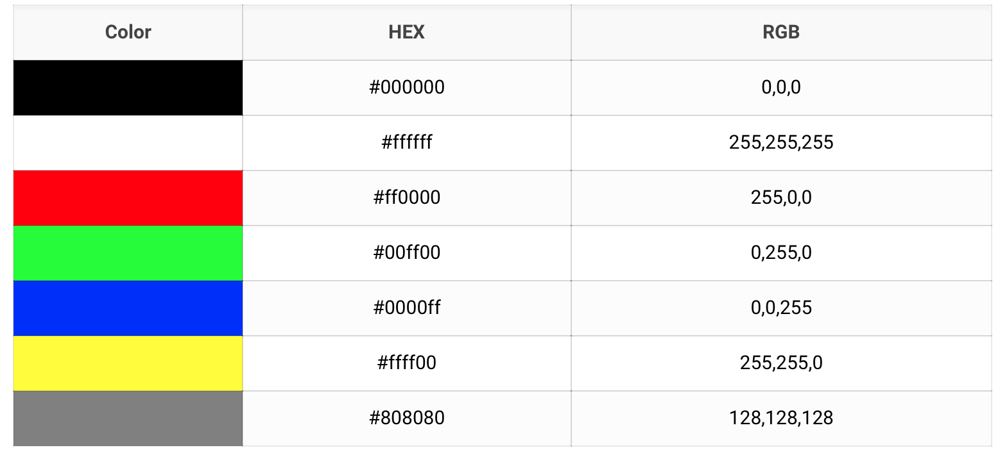 Color HEX RGB
#000000 0,0,0
#ffffff 255,255,255
#ff0000 255,0,0
#00ff00 0,255,0
#0000ff 0,0,255
#ffff00 255,255,0
#808080 128,128,128